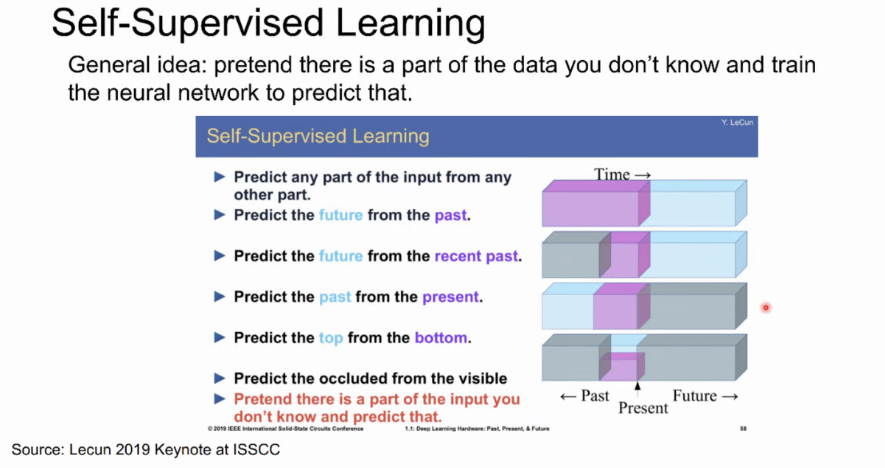 Self-Supervised Learning
General idea: pretend there is a part of the data you don't know and train
the neural network to predict that.
Y. LeCun
Self-Supervised Learning
► Predict any part of the input from any
other part.
► Predict the future from the past.
► Predict the future from the recent past.
► Predict the past from the present.
► Predict the top from the bottom.
► Predict the occluded from the visible
► Pretend there is a part of the input you
don't know and predict that.
Time →
← Past
Present
Future →
© 2019 IEEE International Solid-State Circuits Conference
1.1: Deep Learning Hardware: Past, Present, & Future
58
Source: Lecun 2019 Keynote at ISSCC